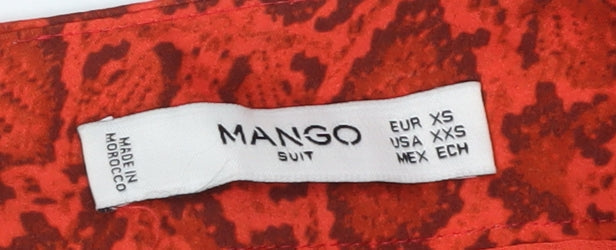 MADE IN
MOROCCO
MANGO
SUIT
EUR XS
USA XXS
MEX ECH